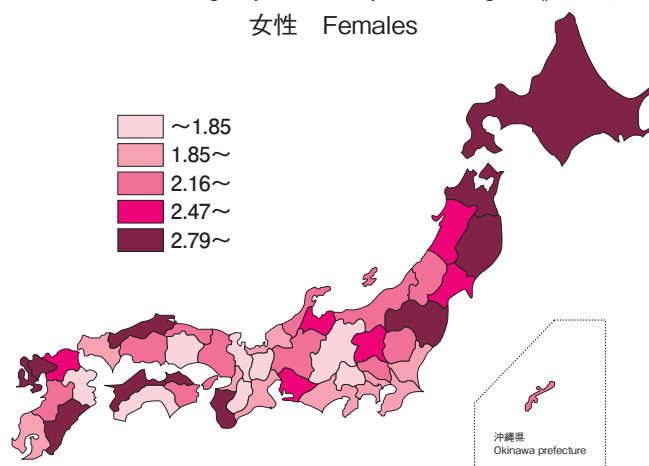 女性 Females
～1.85
1.85～
2.16～
2.47～
2.79～
沖縄県
Okinawa prefecture